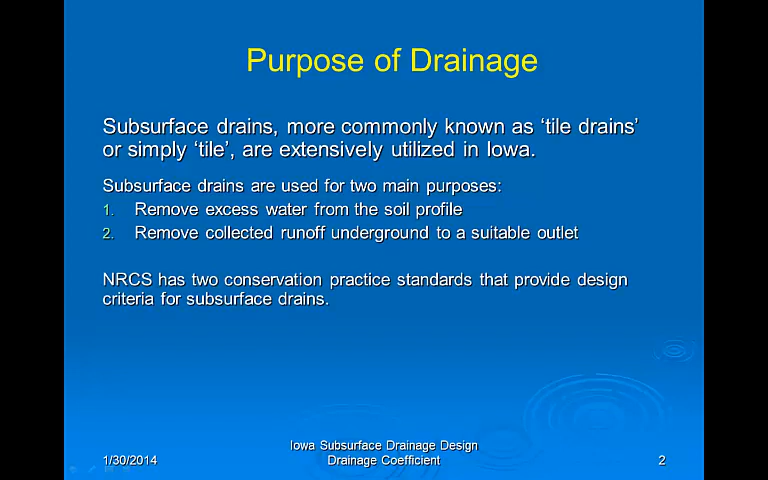 Purpose of Drainage
Subsurface drains, more commonly known as ‘tile drains’
or simply ‘tile’, are extensively utilized in Iowa.
Subsurface drains are used for two main purposes:
1. Remove excess water from the soil profile
2. Remove collected runoff underground to a suitable outlet
NRCS has two conservation practice standards that provide design
criteria for subsurface drains.
Iowa Subsurface Drainage Design
1/30/2014 Drainage Coefficient 2